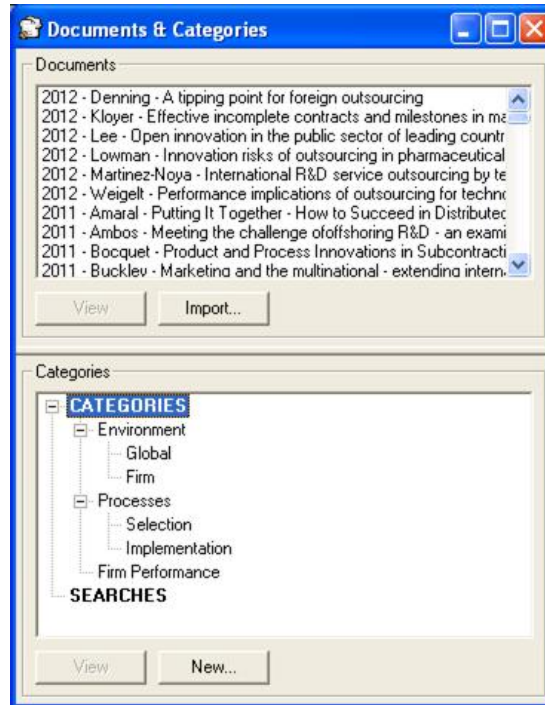 Documents & Categories
Documents
2012 - Denning - A tipping point for foreign outsourcing
2012 - Kloyer - Effective incomplete contracts and milestones in ma
2012 - Lee - Open innovation in the public sector of leading countr
2012 - Lowman - Innovation risks of outsourcing in pharmaceutical
2012 - Martinez-Noya - International R&D service outsourcing by te
2012 - Weigelt - Performance implications of outsourcing for techno
2011 - Amaral - Putting It Together - How to Succeed in Distributed
2011 - Ambos - Meeting the challenge ofoffshoring R&D - an exami
2011 - Bocquet - Product and Process Innovations in Subcontracti
2011 - Buckley - Marketing and the multinational - extending intern
View Import...
Categories
CATEGORIES
Environment
Global
Firm
Processes
Selection
Implementation
Firm Performance
SEARCHES
View New...